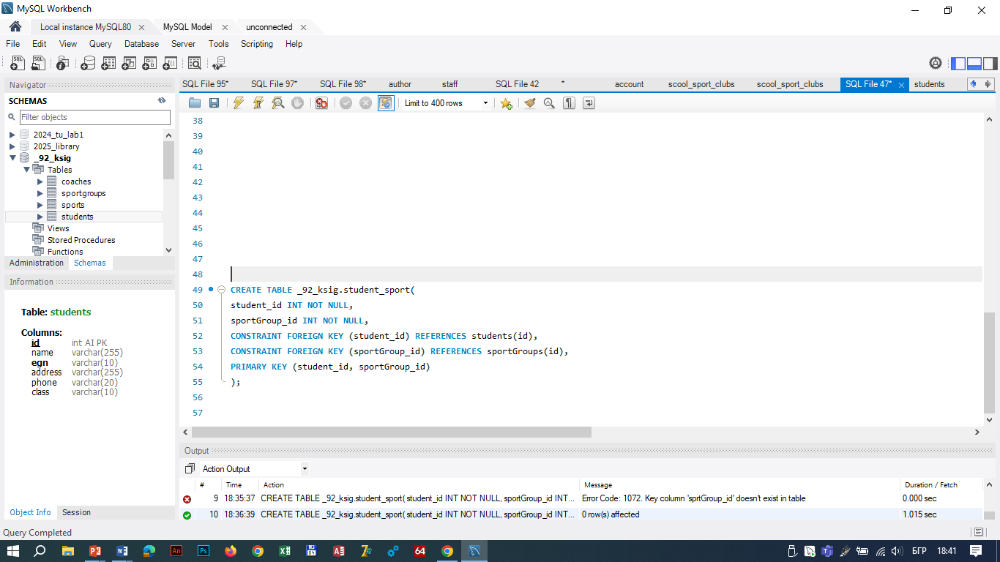 MySQL Workbench
Local instance MySQL80 MySQL Model unconnected
File Edit View Query Database Server Tools Scripting Help
Navigator
SCHEMAS
Filter objects
2024_tu_lab1
2025_library
_92_ksig
Tables
coaches
sportgroups
sports
students
Views
Stored Procedures
Functions
Administration Schemas
Information
Table: students
Columns:
id int AI PK
name varchar(255)
egn varchar(10)
address varchar(255)
phone varchar(20)
class varchar(10)
Object Info Session
SQL File 95* SQL File 97* SQL File 98* author staff SQL File 42 * account scool_sport_clubs scool_sport_clubs SQL File 47* students
Limit to 400 rows
38
39
40
41
42
43
44
45
46
47
48
49 CREATE TABLE _92_ksig.student_sport(
50 student_id INT NOT NULL,
51 sportGroup_id INT NOT NULL,
52 CONSTRAINT FOREIGN KEY (student_id) REFERENCES students(id),
53 CONSTRAINT FOREIGN KEY (sportGroup_id) REFERENCES sportGroups(id),
54 PRIMARY KEY (student_id, sportGroup_id)
55 );
56
57
Output
Action Output
# Time Action Message Duration / Fetch
9 18:35:37 CREATE TABLE _92_ksig.student_sport( student_id INT NOT NULL, sportGroup_id INT... Error Code: 1072. Key column 'sprtGroup_id' doesn't exist in table 0.000 sec
10 18:36:39 CREATE TABLE _92_ksig.student_sport( student_id INT NOT NULL, sportGroup_id INT... 0 row(s) affected 1.015 sec
Query Completed
БГР 18:41